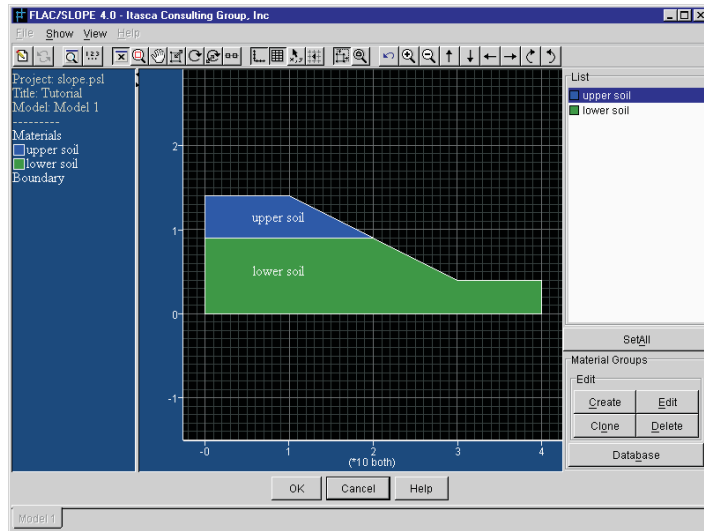 FLAC/SLOPE 4.0 - Itasca Consulting Group, Inc
File Show View Help
Project: slope.psl
Title: Tutorial
Model: Model 1
---------
Materials
upper soil
lower soil
Boundary
2
1
0
-1
upper soil
lower soil
-0 1 2 3 4
(*10 both)
List
upper soil
lower soil
SetAll
Material Groups
Edit
Create Edit
Clone Delete
Database
OK Cancel Help
Model 1